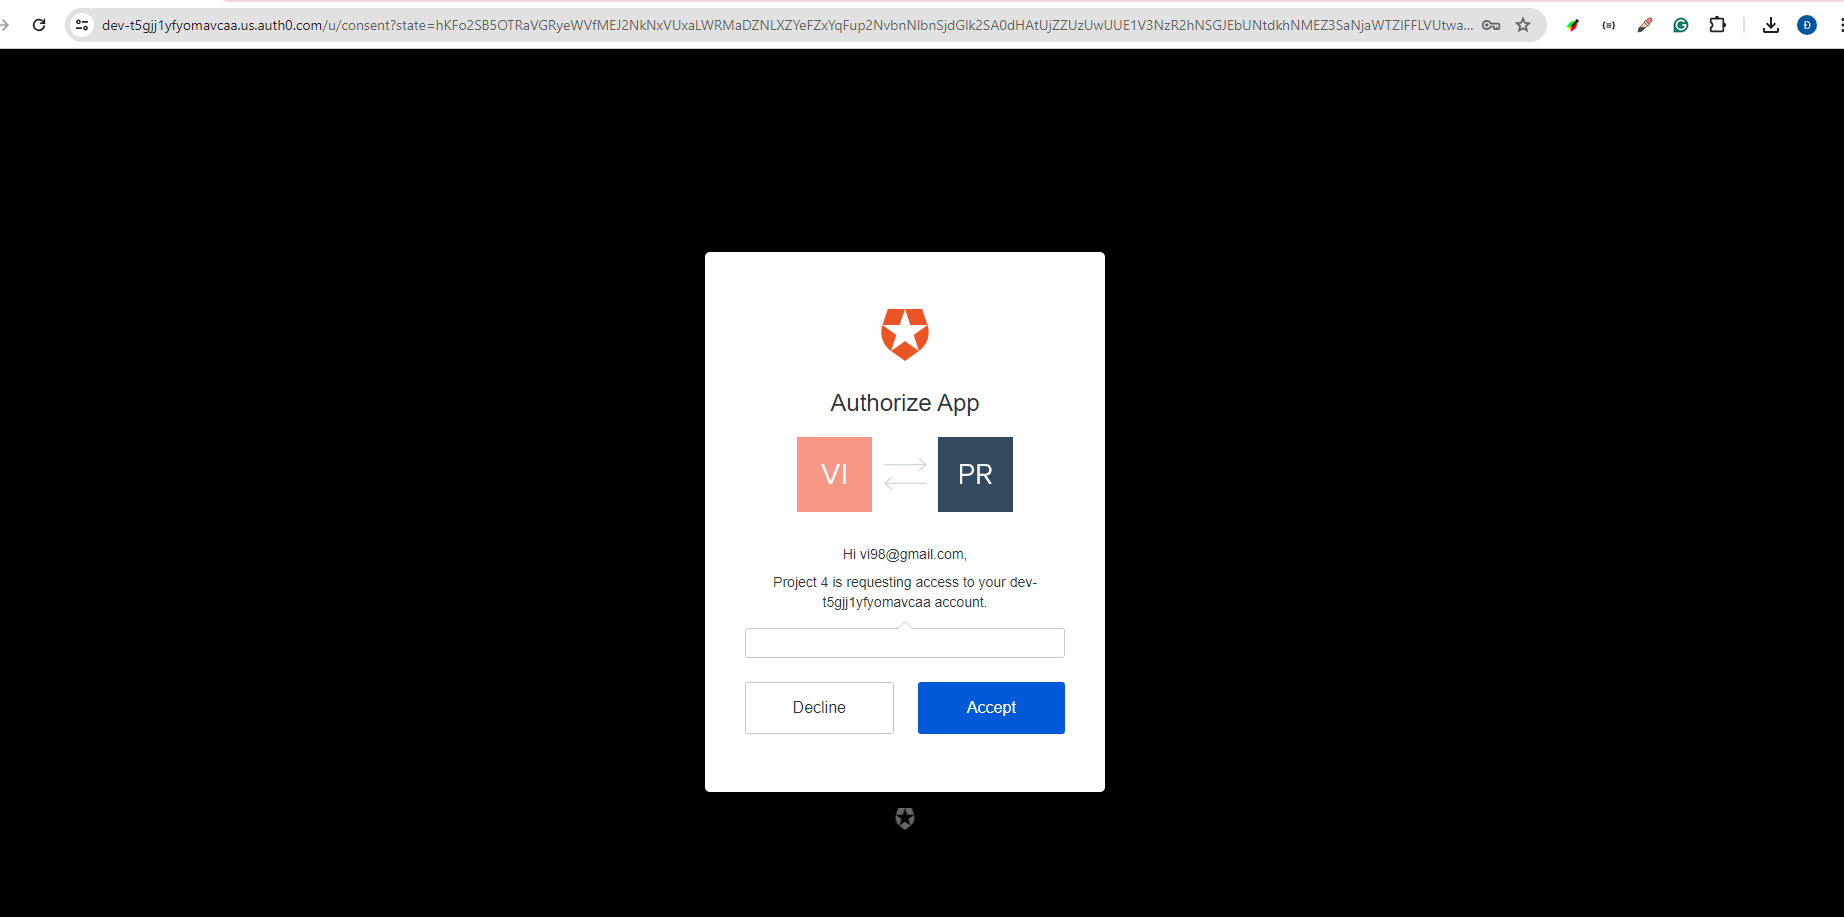 dev-t5gjj1yfyomavcaa.us.auth0.com/u/consent?state=hKFo2SB5OTRaVGRyeWVfMEJ2NkNxVUxaLWRMaDZNLXZYeFZxYqFup2NvbnNlbnSjdGlk2SA0dHAtUjZZUzUwUUE1V3NzR2hNSGJEbUNtdkhNMEZ3SaNjaWTZIFFLVUtwa...
Authorize App
VI
PR
Hi vi98@gmail.com,
Project 4 is requesting access to your dev-
t5gjj1yfyomavcaa account.
Decline
Accept